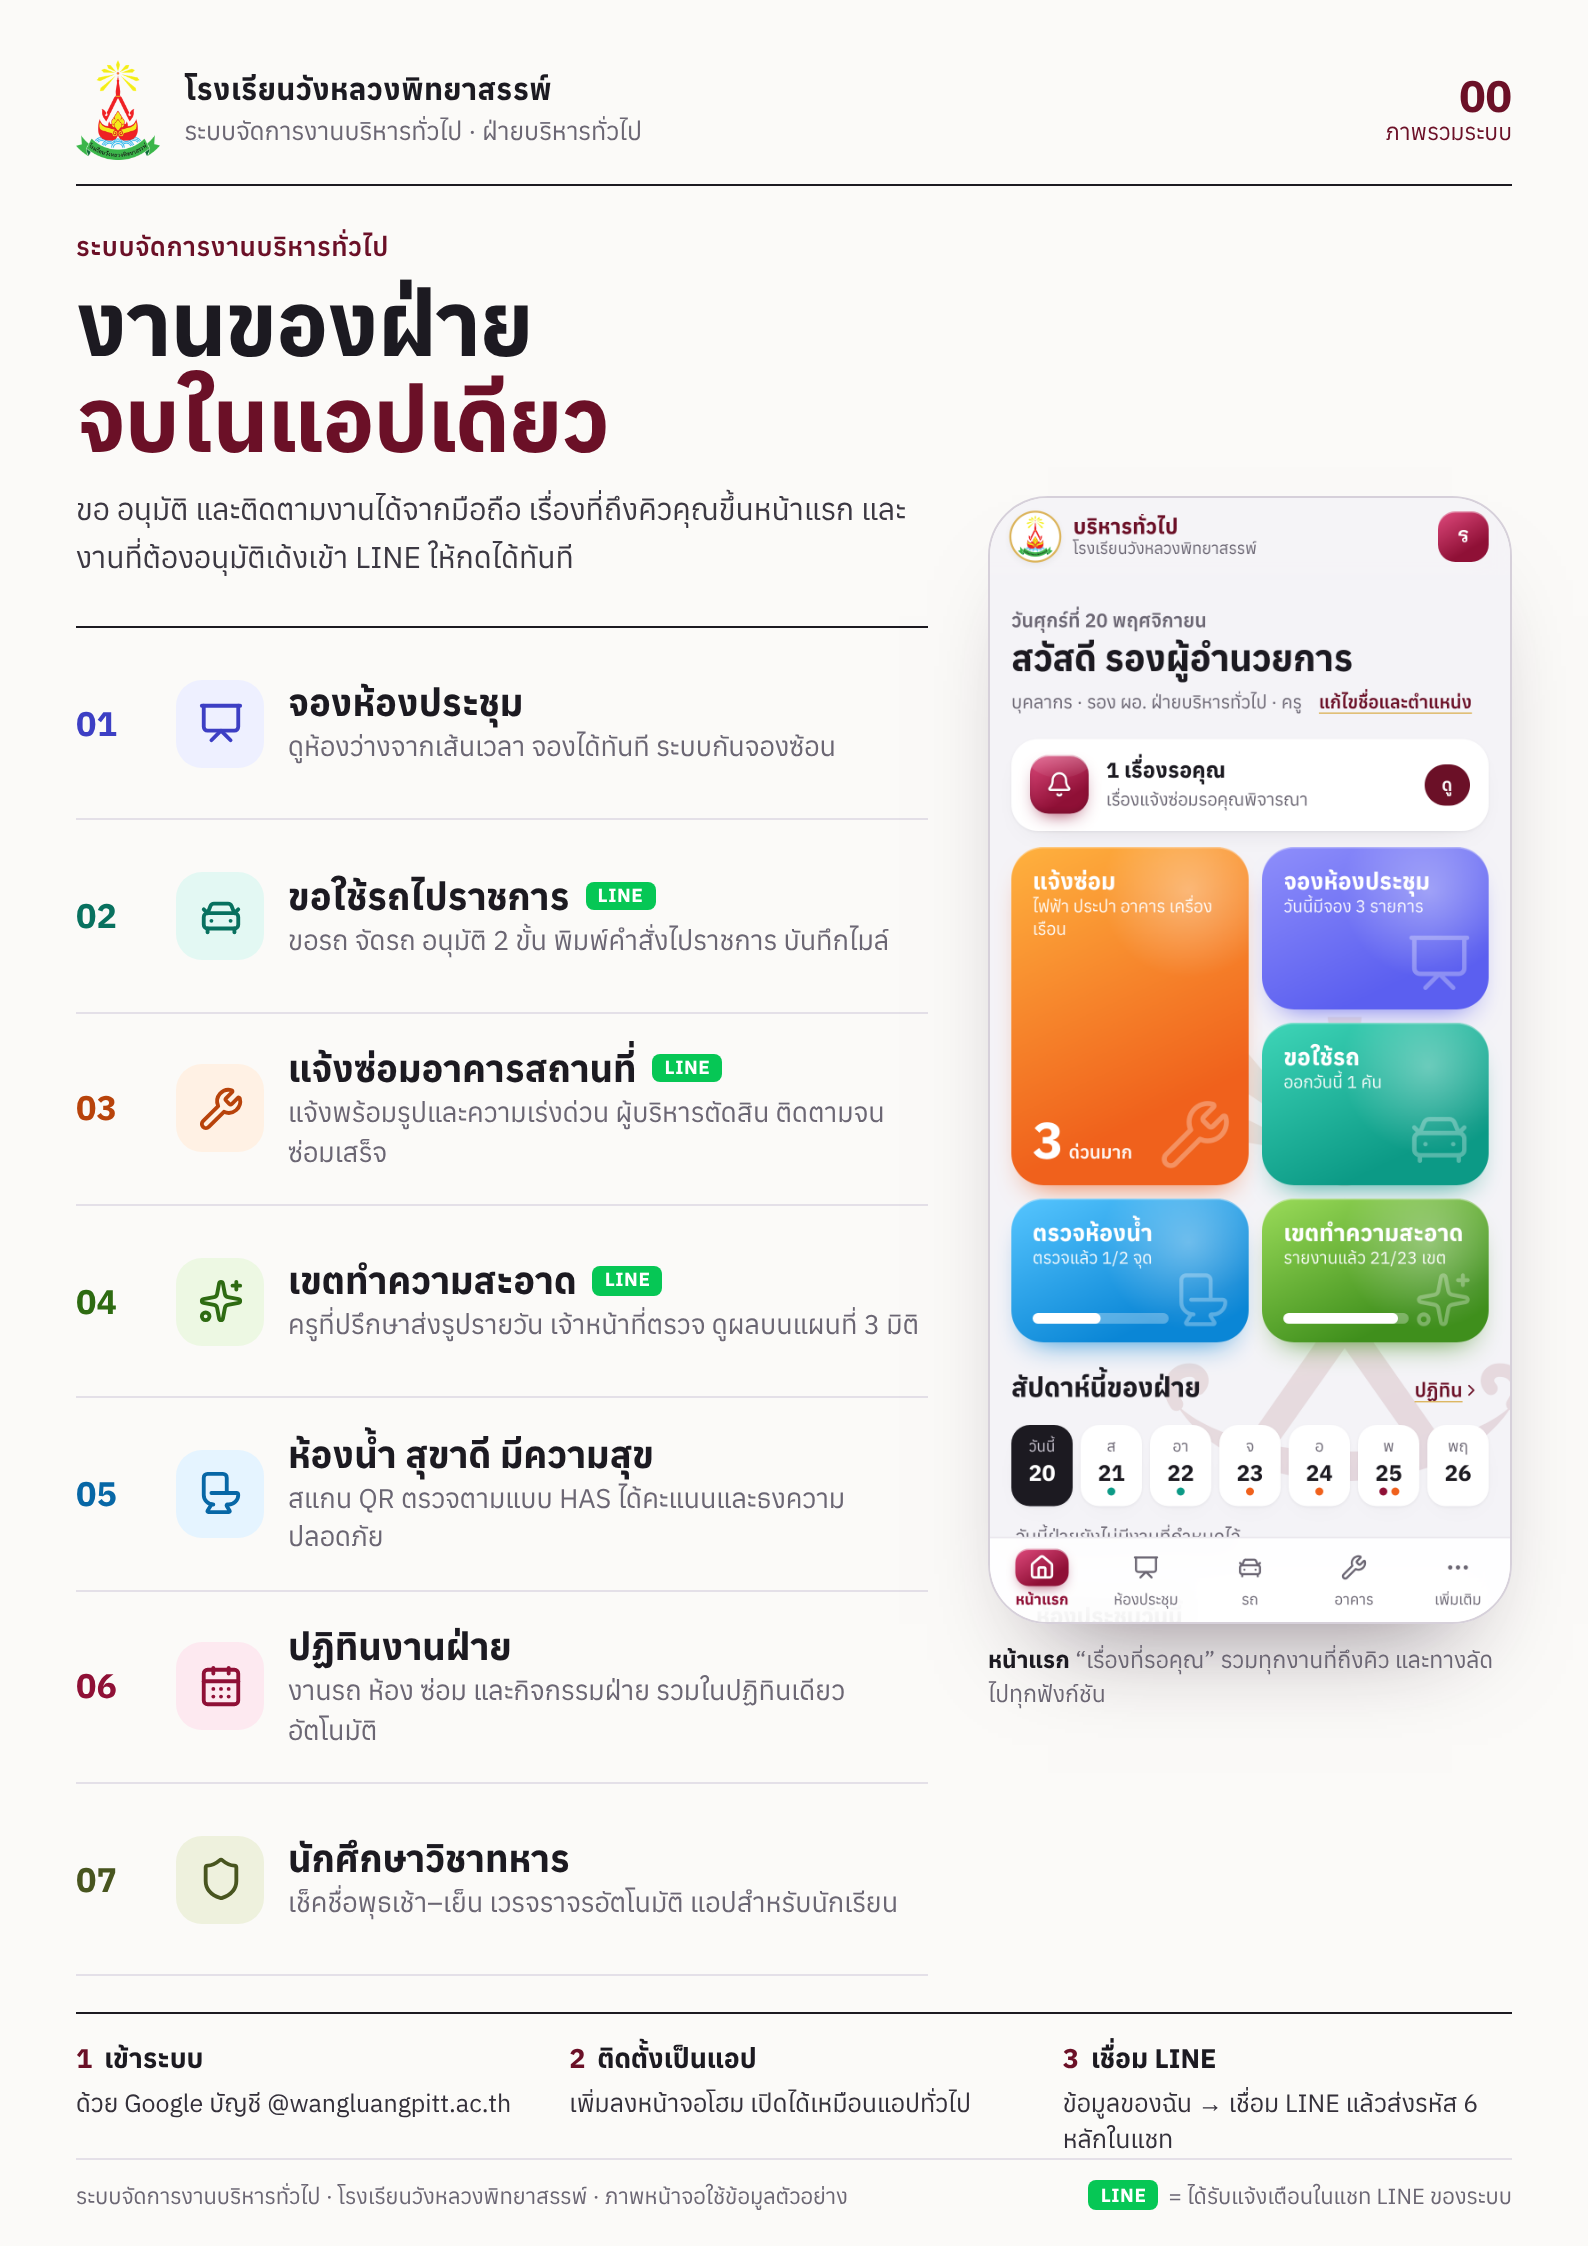 โรงเรียนวังหลวงพิทยาสรรพ์
ระบบจัดการงานบริหารทั่วไป · ฝ่ายบริหารทั่วไป
00
ภาพรวมระบบ
ระบบจัดการงานบริหารทั่วไป
งานของฝ่าย
จบในแอปเดียว
ขอ อนุมัติ และติดตามงานได้จากมือถือ เรื่องที่ถึงคิวคุณขึ้นหน้าแรก และ
งานที่ต้องอนุมัติเด้งเข้า LINE ให้กดได้ทันที
01
จองห้องประชุม
ดูห้องว่างจากเส้นเวลา จองได้ทันที ระบบกันจองซ้อน
02
ขอใช้รถไปราชการ LINE
ขอรถ จัดรถ อนุมัติ 2 ขั้น พิมพ์คำสั่งไปราชการ บันทึกไมล์
03
แจ้งซ่อมอาคารสถานที่ LINE
แจ้งพร้อมรูปและความเร่งด่วน ผู้บริหารตัดสิน ติดตามจน
ซ่อมเสร็จ
04
เขตทำความสะอาด LINE
ครูที่ปรึกษาส่งรูปรายวัน เจ้าหน้าที่ตรวจ ดูผลบนแผนที่ 3 มิติ
05
ห้องน้ำ สุขาดี มีความสุข
สแกน QR ตรวจตามแบบ HAS ได้คะแนนและธงความ
ปลอดภัย
06
ปฏิทินงานฝ่าย
งานรถ ห้อง ซ่อม และกิจกรรมฝ่าย รวมในปฏิทินเดียว
อัตโนมัติ
07
นักศึกษาวิชาทหาร
เช็คชื่อพุธเช้า–เย็น เวรจราจรอัตโนมัติ แอปสำหรับนักเรียน
บริหารทั่วไป
โรงเรียนวังหลวงพิทยาสรรพ์
ร
วันศุกร์ที่ 20 พฤศจิกายน
สวัสดี รองผู้อำนวยการ
บุคลากร · รอง ผอ. ฝ่ายบริหารทั่วไป · ครู แก้ไขชื่อและตำแหน่ง
1 เรื่องรอคุณ
เรื่องแจ้งซ่อมรอคุณพิจารณา
ดู
แจ้งซ่อม
ไฟฟ้า ประปา อาคาร เครื่อง
เรือน
3 ด่วนมาก
จองห้องประชุม
วันนี้มีจอง 3 รายการ
ขอใช้รถ
ออกวันนี้ 1 คัน
ตรวจห้องน้ำ
ตรวจแล้ว 1/2 จุด
เขตทำความสะอาด
รายงานแล้ว 21/23 เขต
สัปดาห์นี้ของฝ่าย
ปฏิทิน
วันนี้ ส อา จ อ พ พฤ
20 21 22 23 24 25 26
วันนี้ฝ่ายยังไม่มีงานที่กำหนดไว้
หน้าแรก ห้องประชุม รถ อาคาร เพิ่มเติม
ห้องประชุมวันนี้
หน้าแรก “เรื่องที่รอคุณ” รวมทุกงานที่ถึงคิว และทางลัด
ไปทุกฟังก์ชัน
1 เข้าระบบ
ด้วย Google บัญชี @wangluangpitt.ac.th
2 ติดตั้งเป็นแอป
เพิ่มลงหน้าจอโฮม เปิดได้เหมือนแอปทั่วไป
3 เชื่อม LINE
ข้อมูลของฉัน → เชื่อม LINE แล้วส่งรหัส 6
หลักในแชท
ระบบจัดการงานบริหารทั่วไป · โรงเรียนวังหลวงพิทยาสรรพ์ · ภาพหน้าจอใช้ข้อมูลตัวอย่าง
LINE = ได้รับแจ้งเตือนในแชท LINE ของระบบ